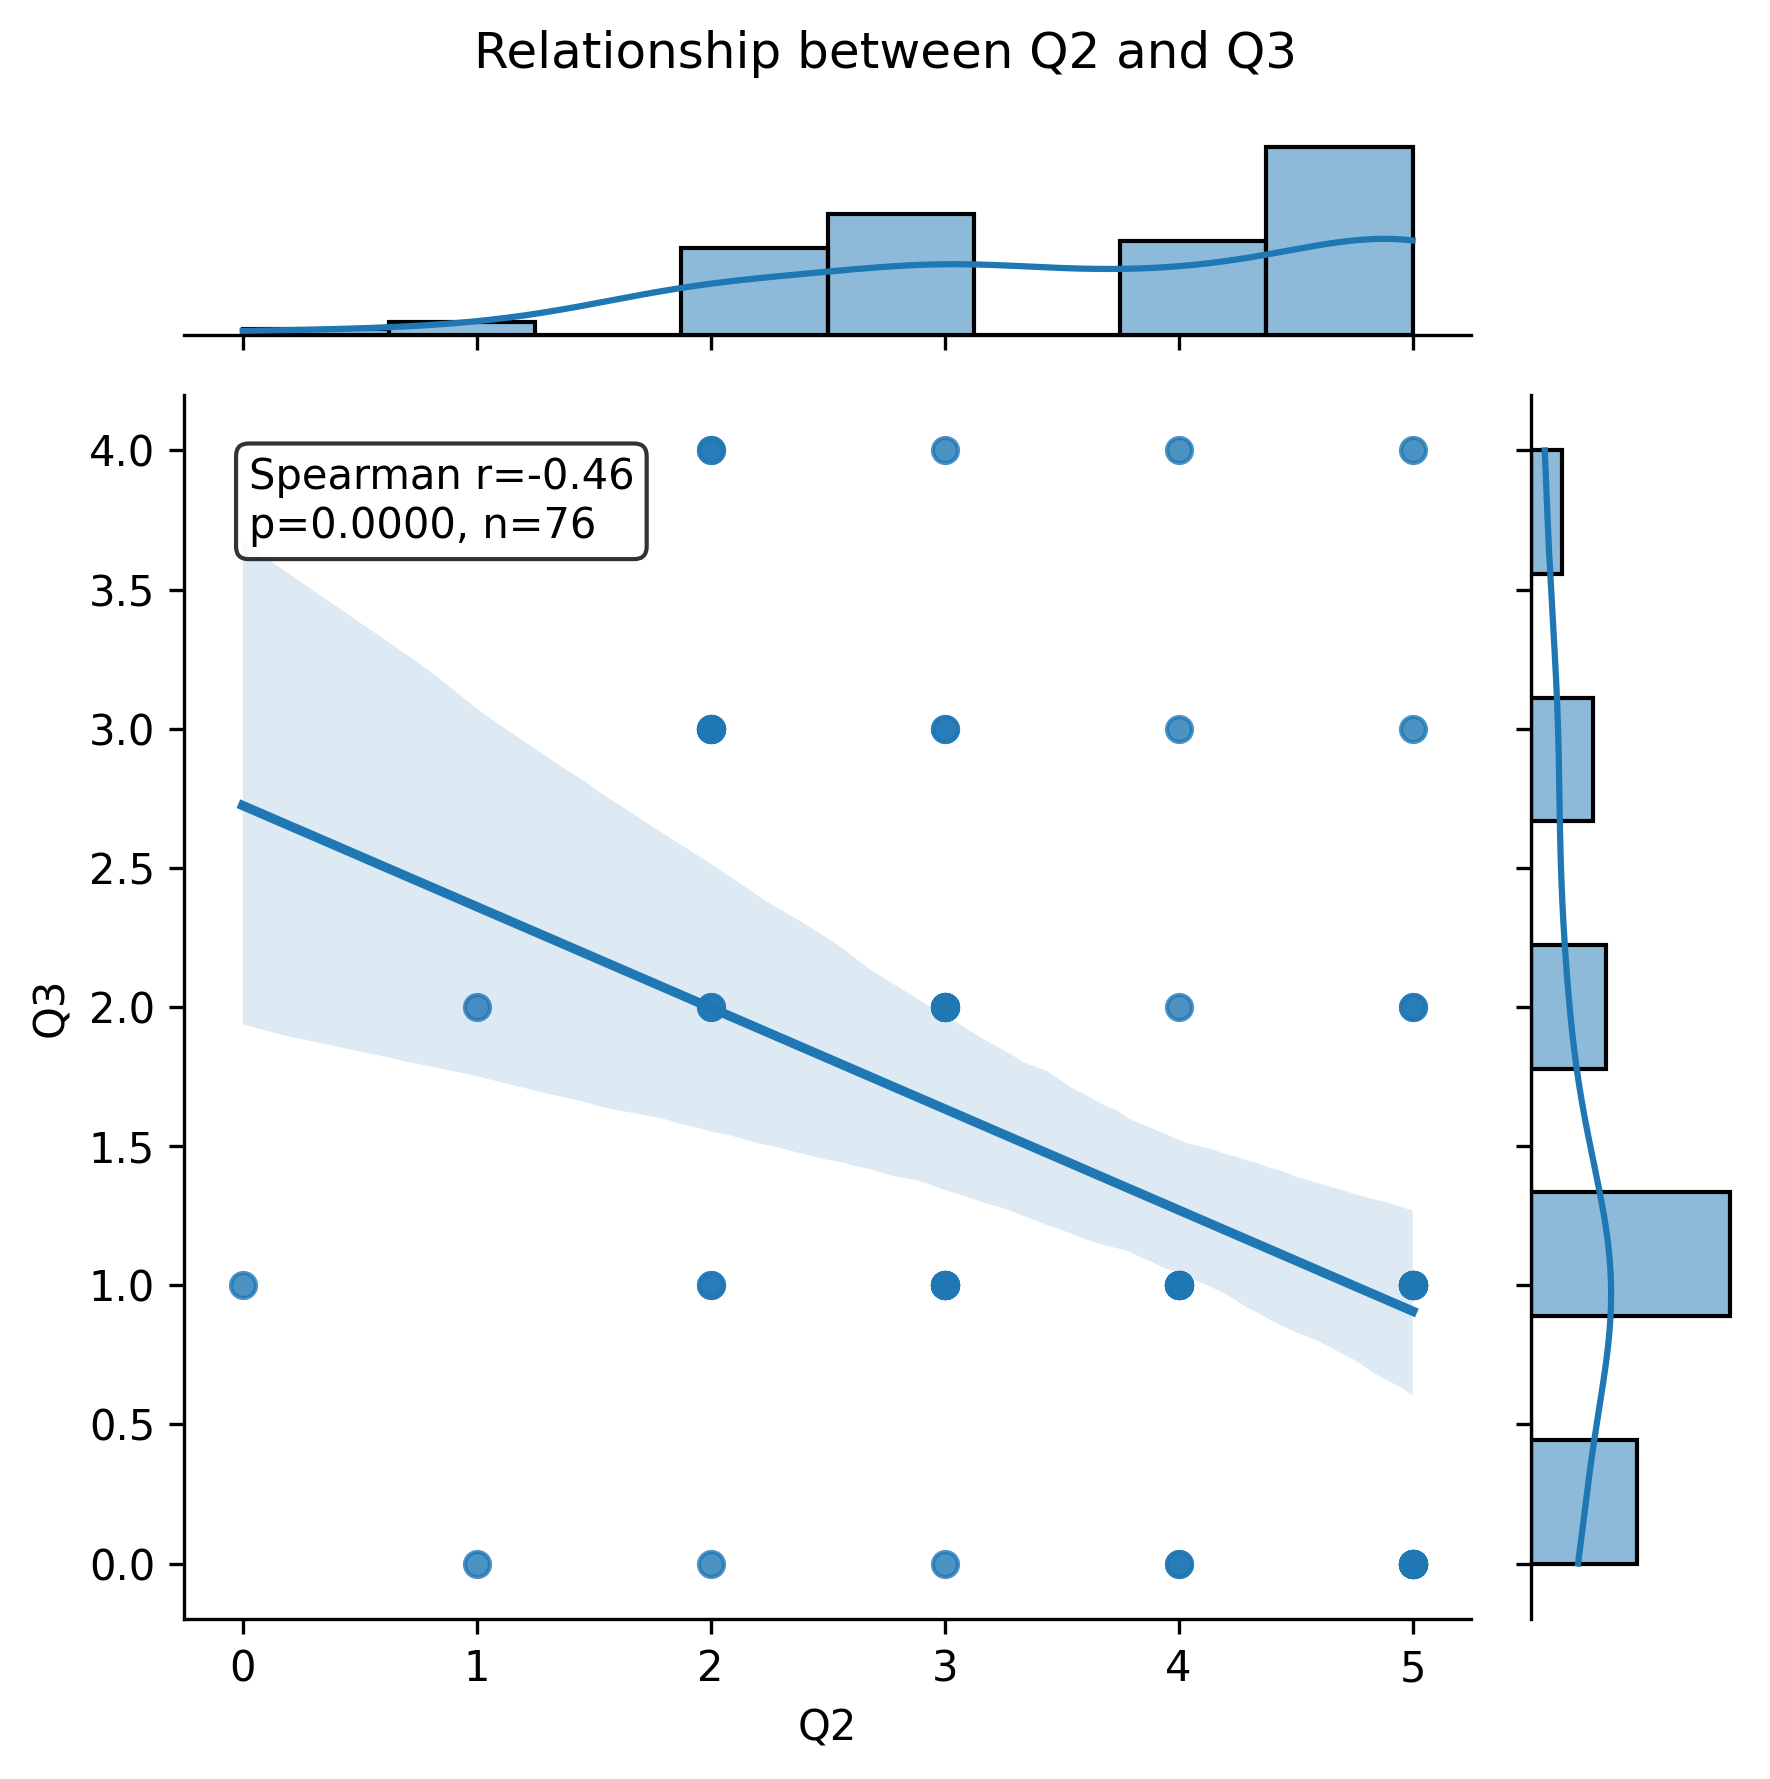 Relationship between Q2 and Q3
Spearman r=-0.46
p=0.0000, n=76
4.0
3.5
3.0
2.5
2.0
1.5
1.0
0.5
0.0
Q3
0 1 2 3 4 5
Q2